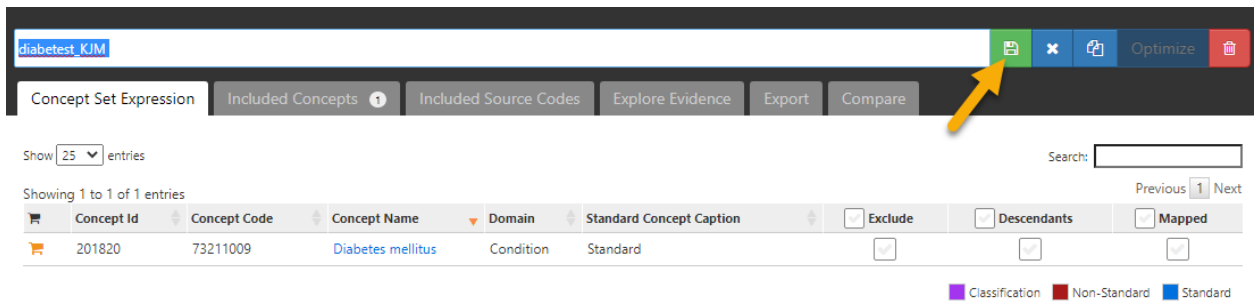 diabetest_KJM Optimize
Concept Set Expression Included Concepts 1 Included Source Codes Explore Evidence Export Compare
Show 25 entries Search:
Showing 1 to 1 of 1 entries Previous 1 Next
Concept Id Concept Code Concept Name Domain Standard Concept Caption Exclude Descendants Mapped
201820 73211009 Diabetes mellitus Condition Standard
Classification Non-Standard Standard